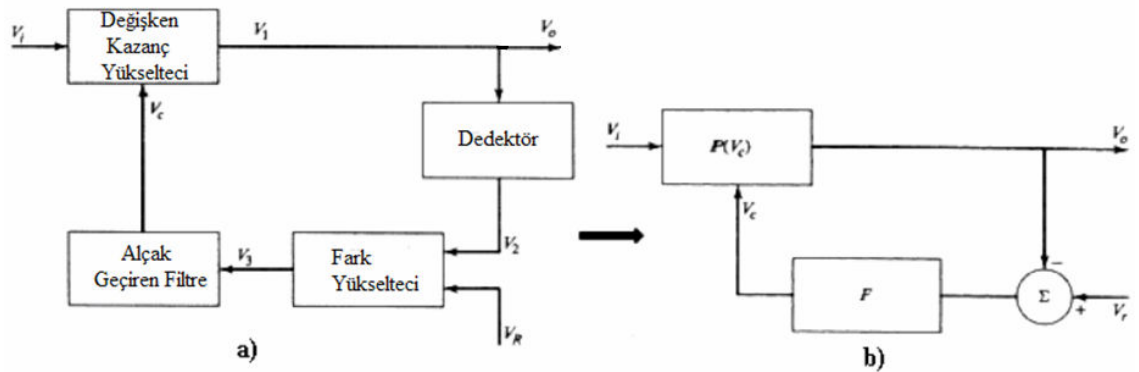 Değişken
Kazanç
Yükselteci
V_i
V_1
V_o
V_c
Dedektör
Alçak
Geçiren Filtre
V_3
Fark
Yükselteci
V_2
V_R
a)
V_i
P(V_c)
V_o
V_c
F
Σ
−
+
V_r
b)